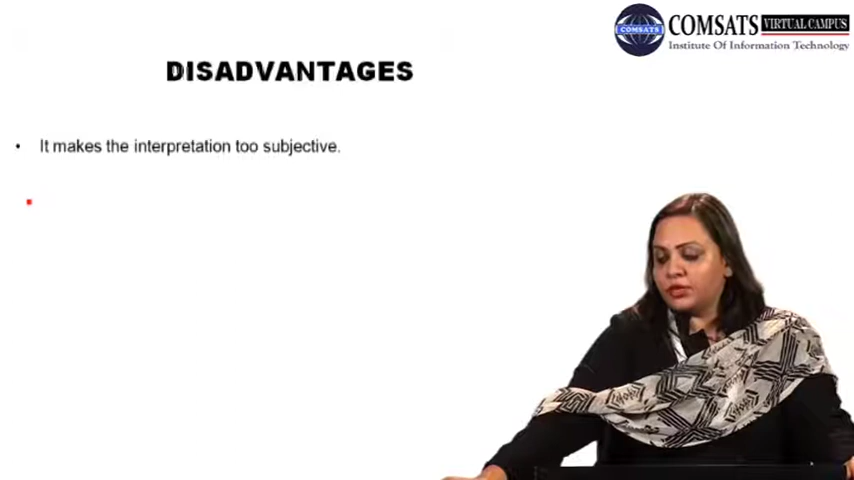 COMSATS
COMSATS VIRTUAL CAMPUS
Institute Of Information Technology
DISADVANTAGES
• It makes the interpretation too subjective.